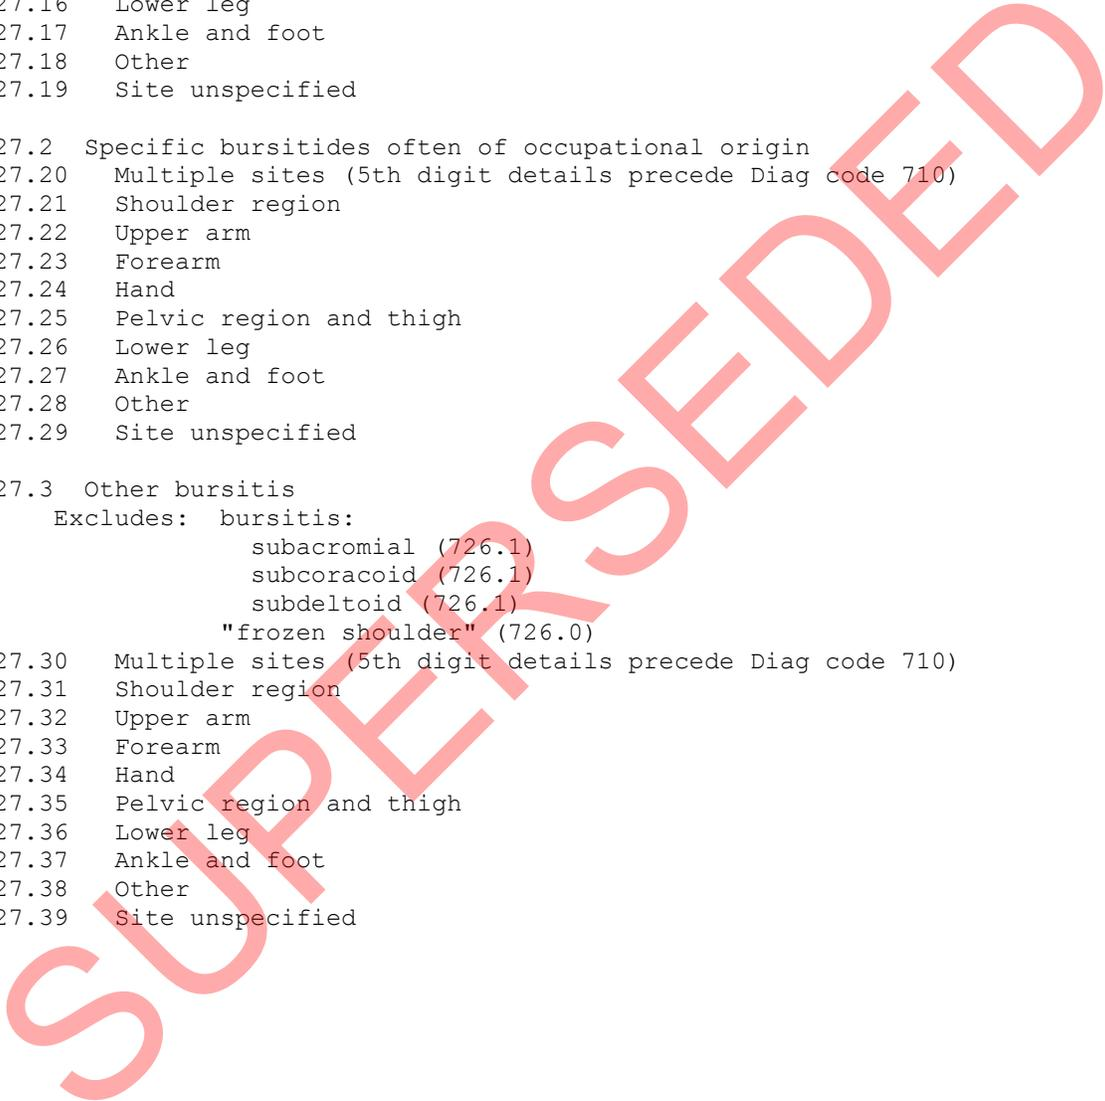 27.16   Lower leg
27.17   Ankle and foot
27.18   Other
27.19   Site unspecified

27.2  Specific bursitides often of occupational origin
27.20   Multiple sites (5th digit details precede Diag code 710)
27.21   Shoulder region
27.22   Upper arm
27.23   Forearm
27.24   Hand
27.25   Pelvic region and thigh
27.26   Lower leg
27.27   Ankle and foot
27.28   Other
27.29   Site unspecified

27.3  Other bursitis
Excludes:  bursitis:
subacromial (726.1)
subcoracoid (726.1)
subdeltoid (726.1)
"frozen shoulder" (726.0)
27.30   Multiple sites (5th digit details precede Diag code 710)
27.31   Shoulder region
27.32   Upper arm
27.33   Forearm
27.34   Hand
27.35   Pelvic region and thigh
27.36   Lower leg
27.37   Ankle and foot
27.38   Other
27.39   Site unspecified
SUPERSEDED